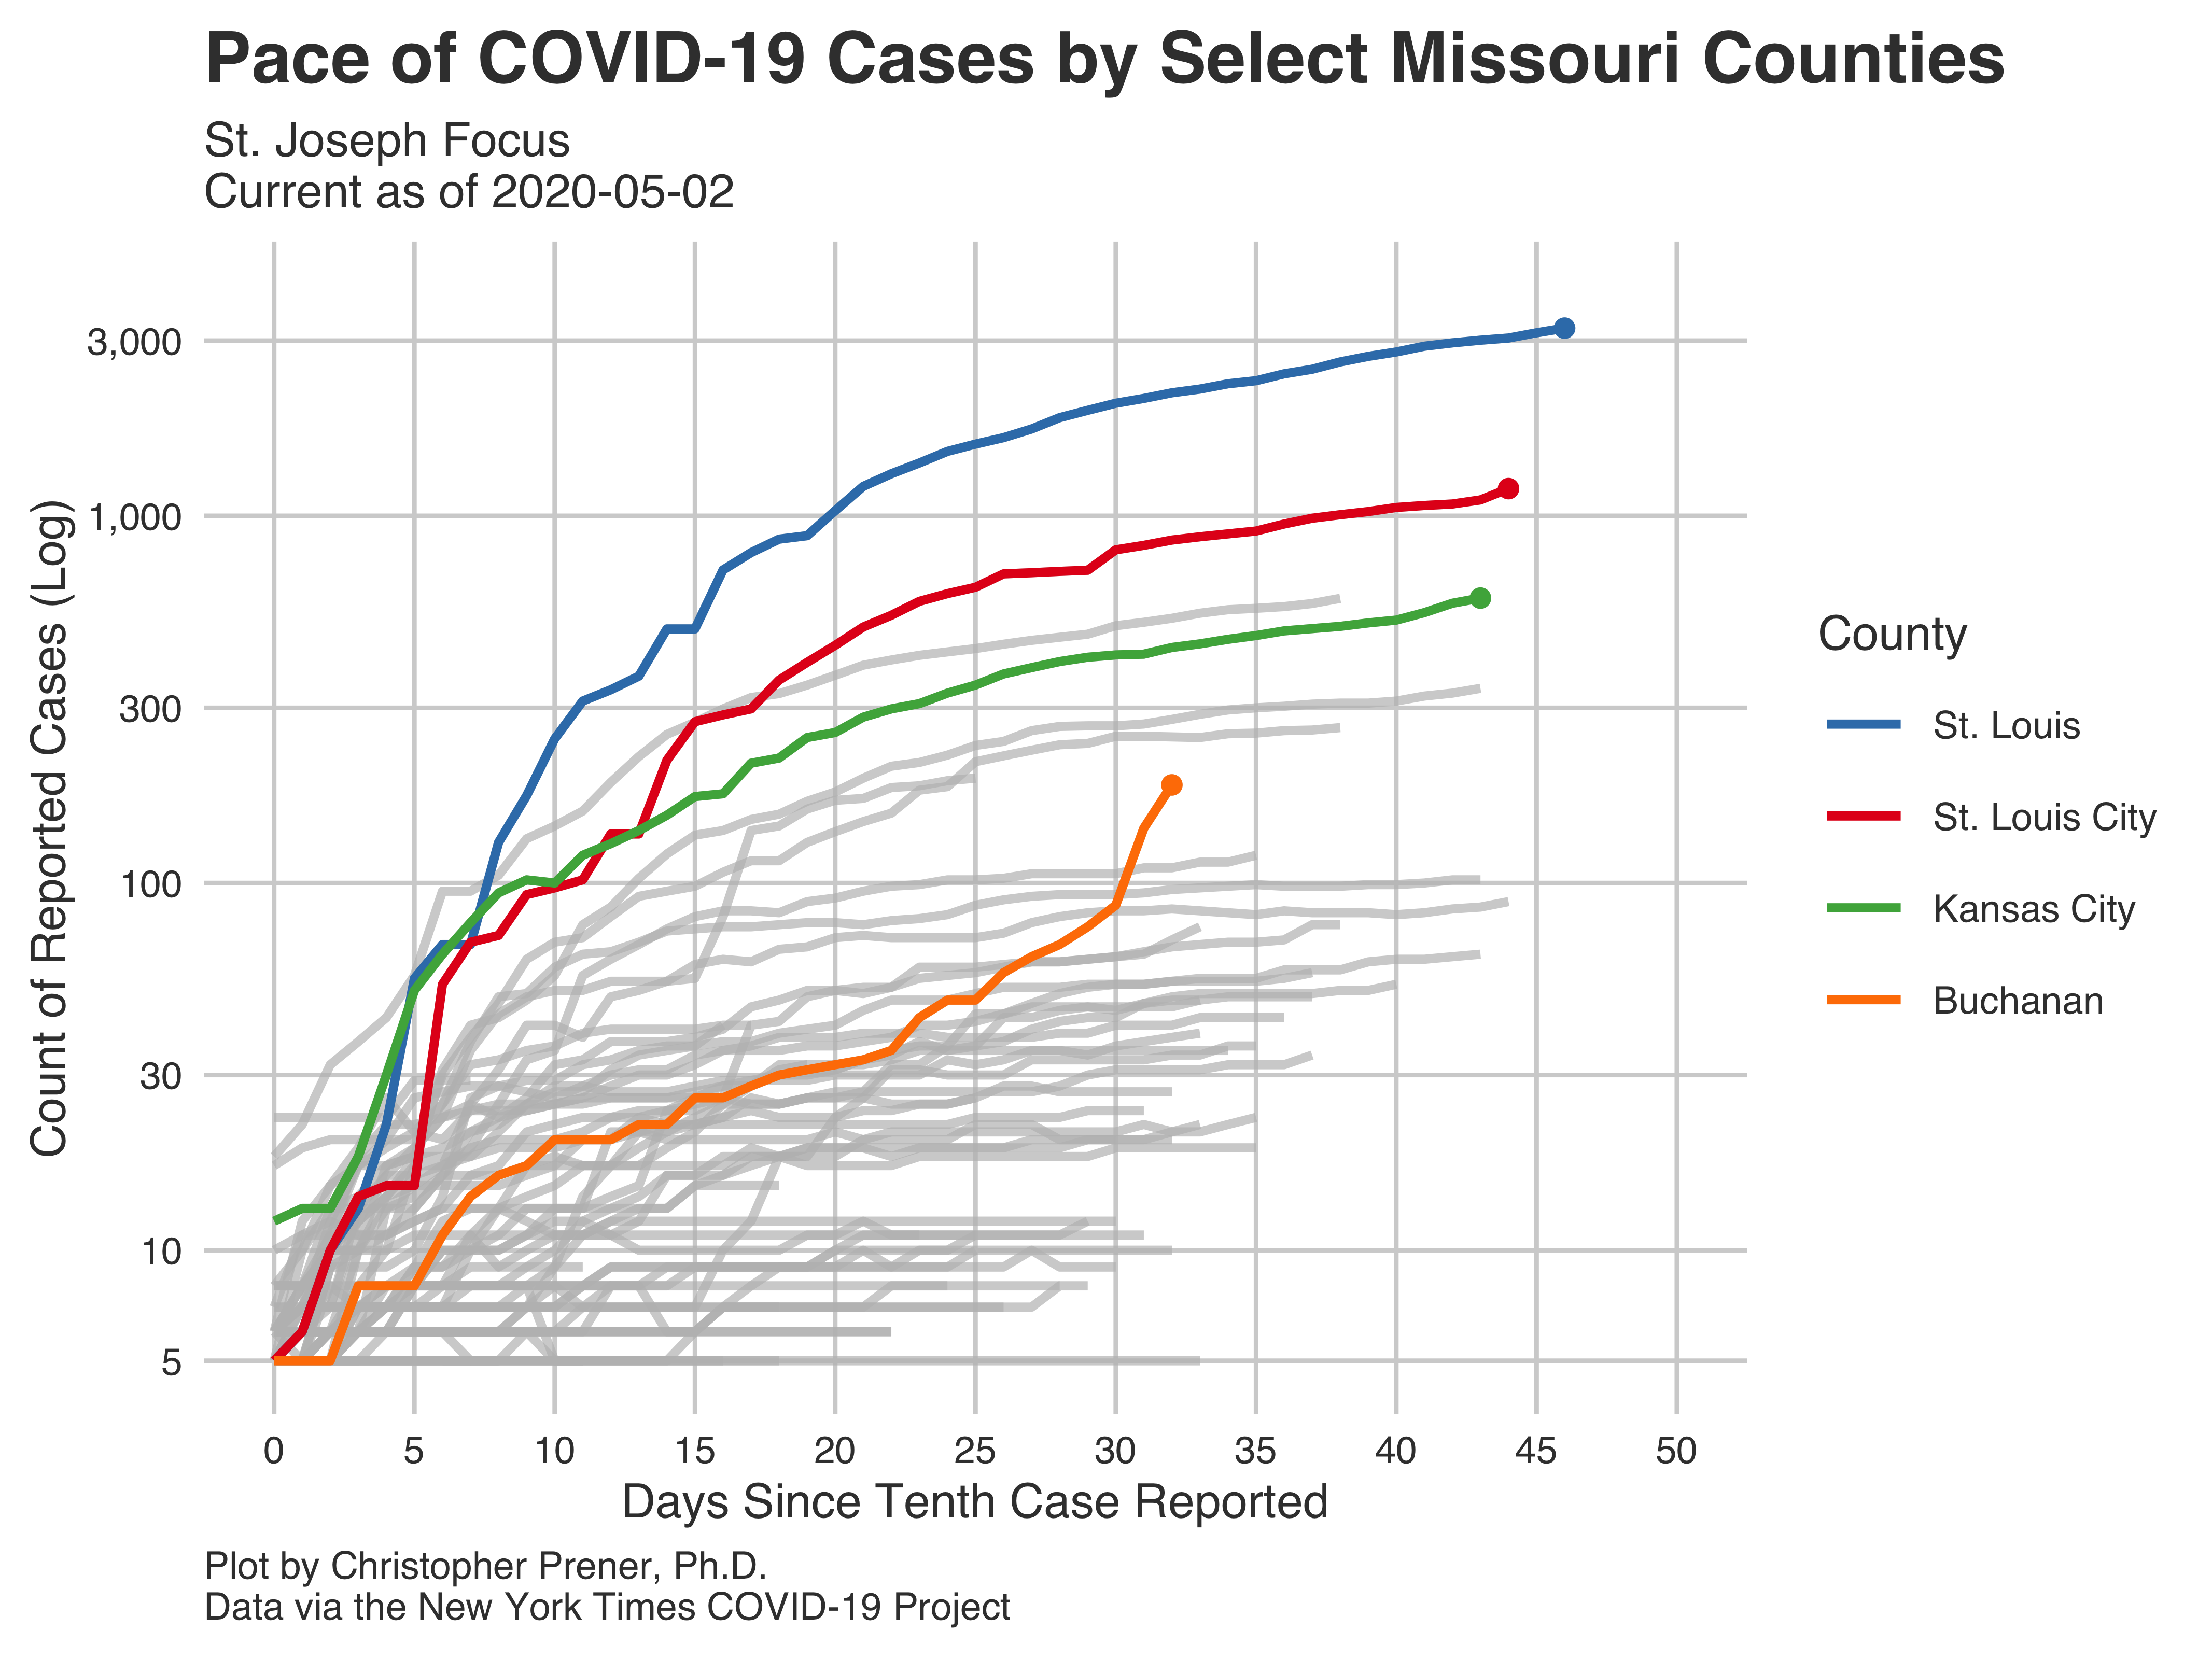 Pace of COVID-19 Cases by Select Missouri Counties
St. Joseph Focus
Current as of 2020-05-02
Count of Reported Cases (Log)
3,000
1,000
300
100
30
10
5
0 5 10 15 20 25 30 35 40 45 50
Days Since Tenth Case Reported
County
St. Louis
St. Louis City
Kansas City
Buchanan
Plot by Christopher Prener, Ph.D.
Data via the New York Times COVID-19 Project